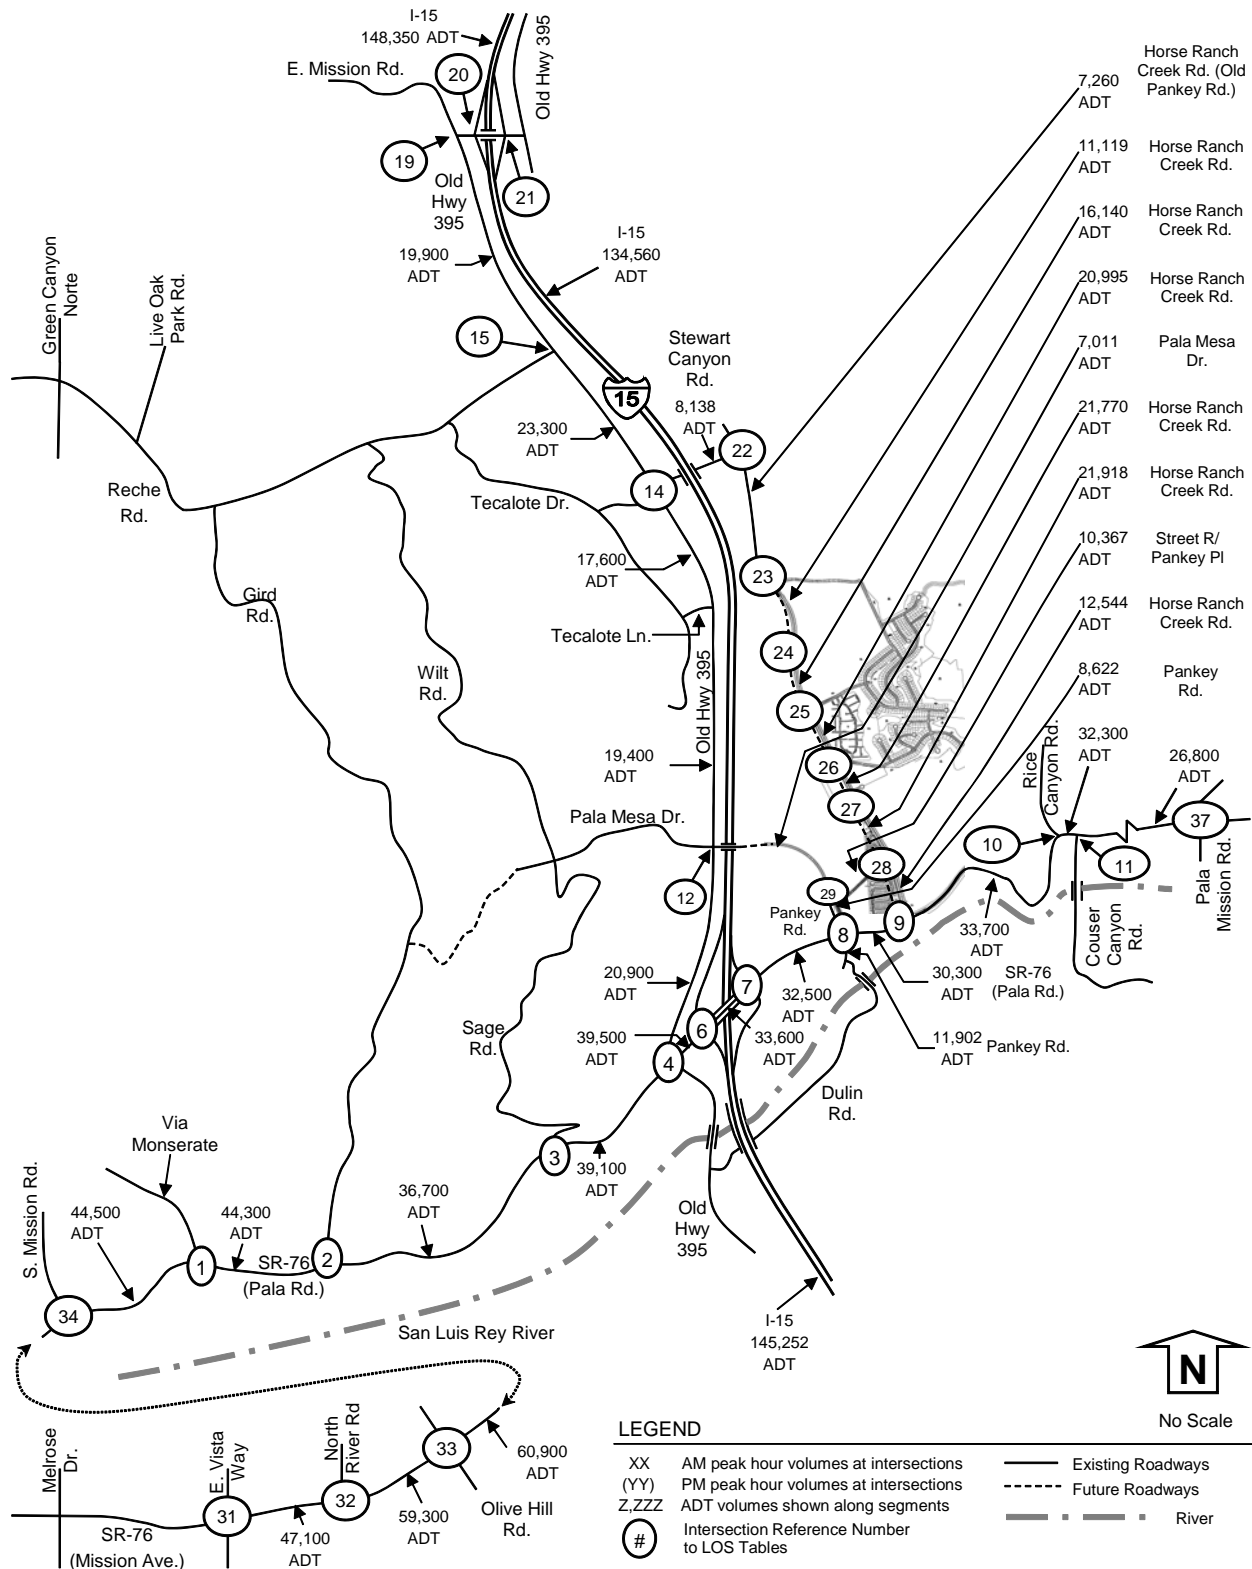 I-15
148,350 ADT
Old Hwy 395
E. Mission Rd.
20
19
21
Old
Hwy
395
Horse Ranch
Creek Rd. (Old
Pankey Rd.)
7,260
ADT
11,119
ADT
Horse Ranch
Creek Rd.
16,140
ADT
Horse Ranch
Creek Rd.
20,995
ADT
Horse Ranch
Creek Rd.
7,011
ADT
Pala Mesa
Dr.
21,770
ADT
Horse Ranch
Creek Rd.
21,918
ADT
Horse Ranch
Creek Rd.
10,367
ADT
Street R/
Pankey Pl
12,544
ADT
Horse Ranch
Creek Rd.
8,622
ADT
Pankey
Rd.
19,900
ADT
I-15
134,560
ADT
Green Canyon
Norte
Live Oak
Park Rd.
15
Stewart
Canyon
Rd.
15
8,138
ADT
23,300
ADT
22
14
Reche
Rd.
Tecalote Dr.
17,600
ADT
23
Gird
Rd.
Tecalote Ln.
24
Wilt
Rd.
Old Hwy 395
25
19,400
ADT
26
27
Rice
Canyon Rd.
32,300
ADT
26,800
ADT
37
Pala Mesa Dr.
10
11
28
12
29
Pankey
Rd.
9
8
Pala
Mission Rd.
33,700
ADT
Couser
Canyon
Rd.
20,900
ADT
7
32,500
ADT
30,300
ADT
SR-76
(Pala Rd.)
Sage
Rd.
39,500
ADT
6
33,600
ADT
11,902
ADT
Pankey Rd.
4
Dulin
Rd.
Via
Monserate
3
39,100
ADT
S. Mission Rd.
44,500
ADT
44,300
ADT
36,700
ADT
Old
Hwy
395
1
SR-76
(Pala Rd.)
2
34
San Luis Rey River
I-15
145,252
ADT
N
No Scale
Melrose
Dr.
E. Vista
Way
North
River Rd
33
60,900
ADT
31
32
Olive Hill
Rd.
SR-76
(Mission Ave.)
47,100
ADT
59,300
ADT
LEGEND
XX AM peak hour volumes at intersections
(YY) PM peak hour volumes at intersections
Z,ZZZ ADT volumes shown along segments
# Intersection Reference Number
to LOS Tables
Existing Roadways
Future Roadways
River